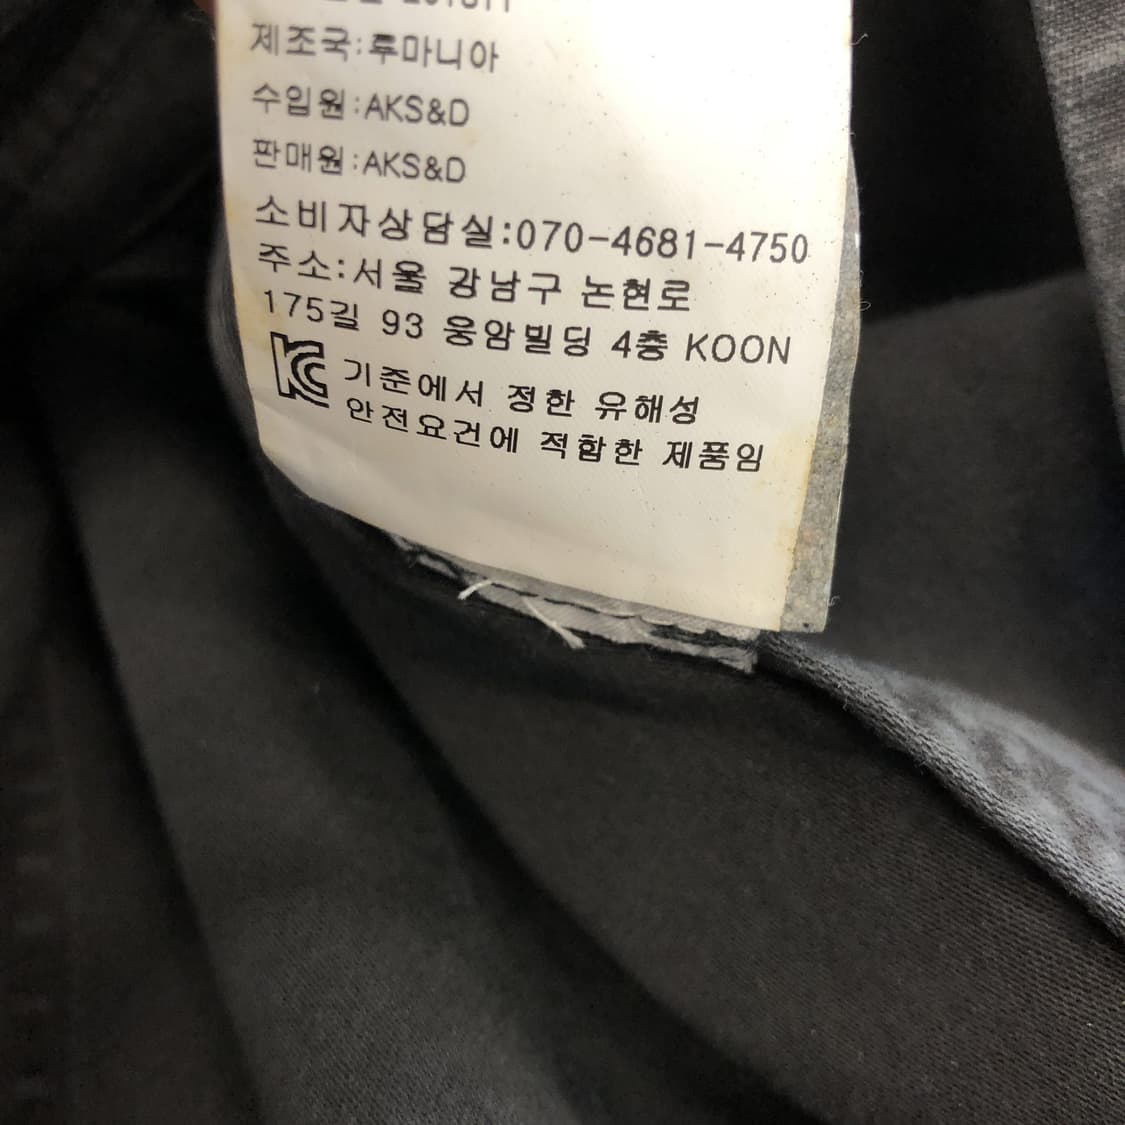 제조국:루마니아
수입원:AKS&D
판매원:AKS&D
소비자상담실:070-4681-4750
주소:서울 강남구 논현로
175길 93 웅암빌딩 4층 KOON
KC 기준에서 정한 유해성
안전요건에 적합한 제품임